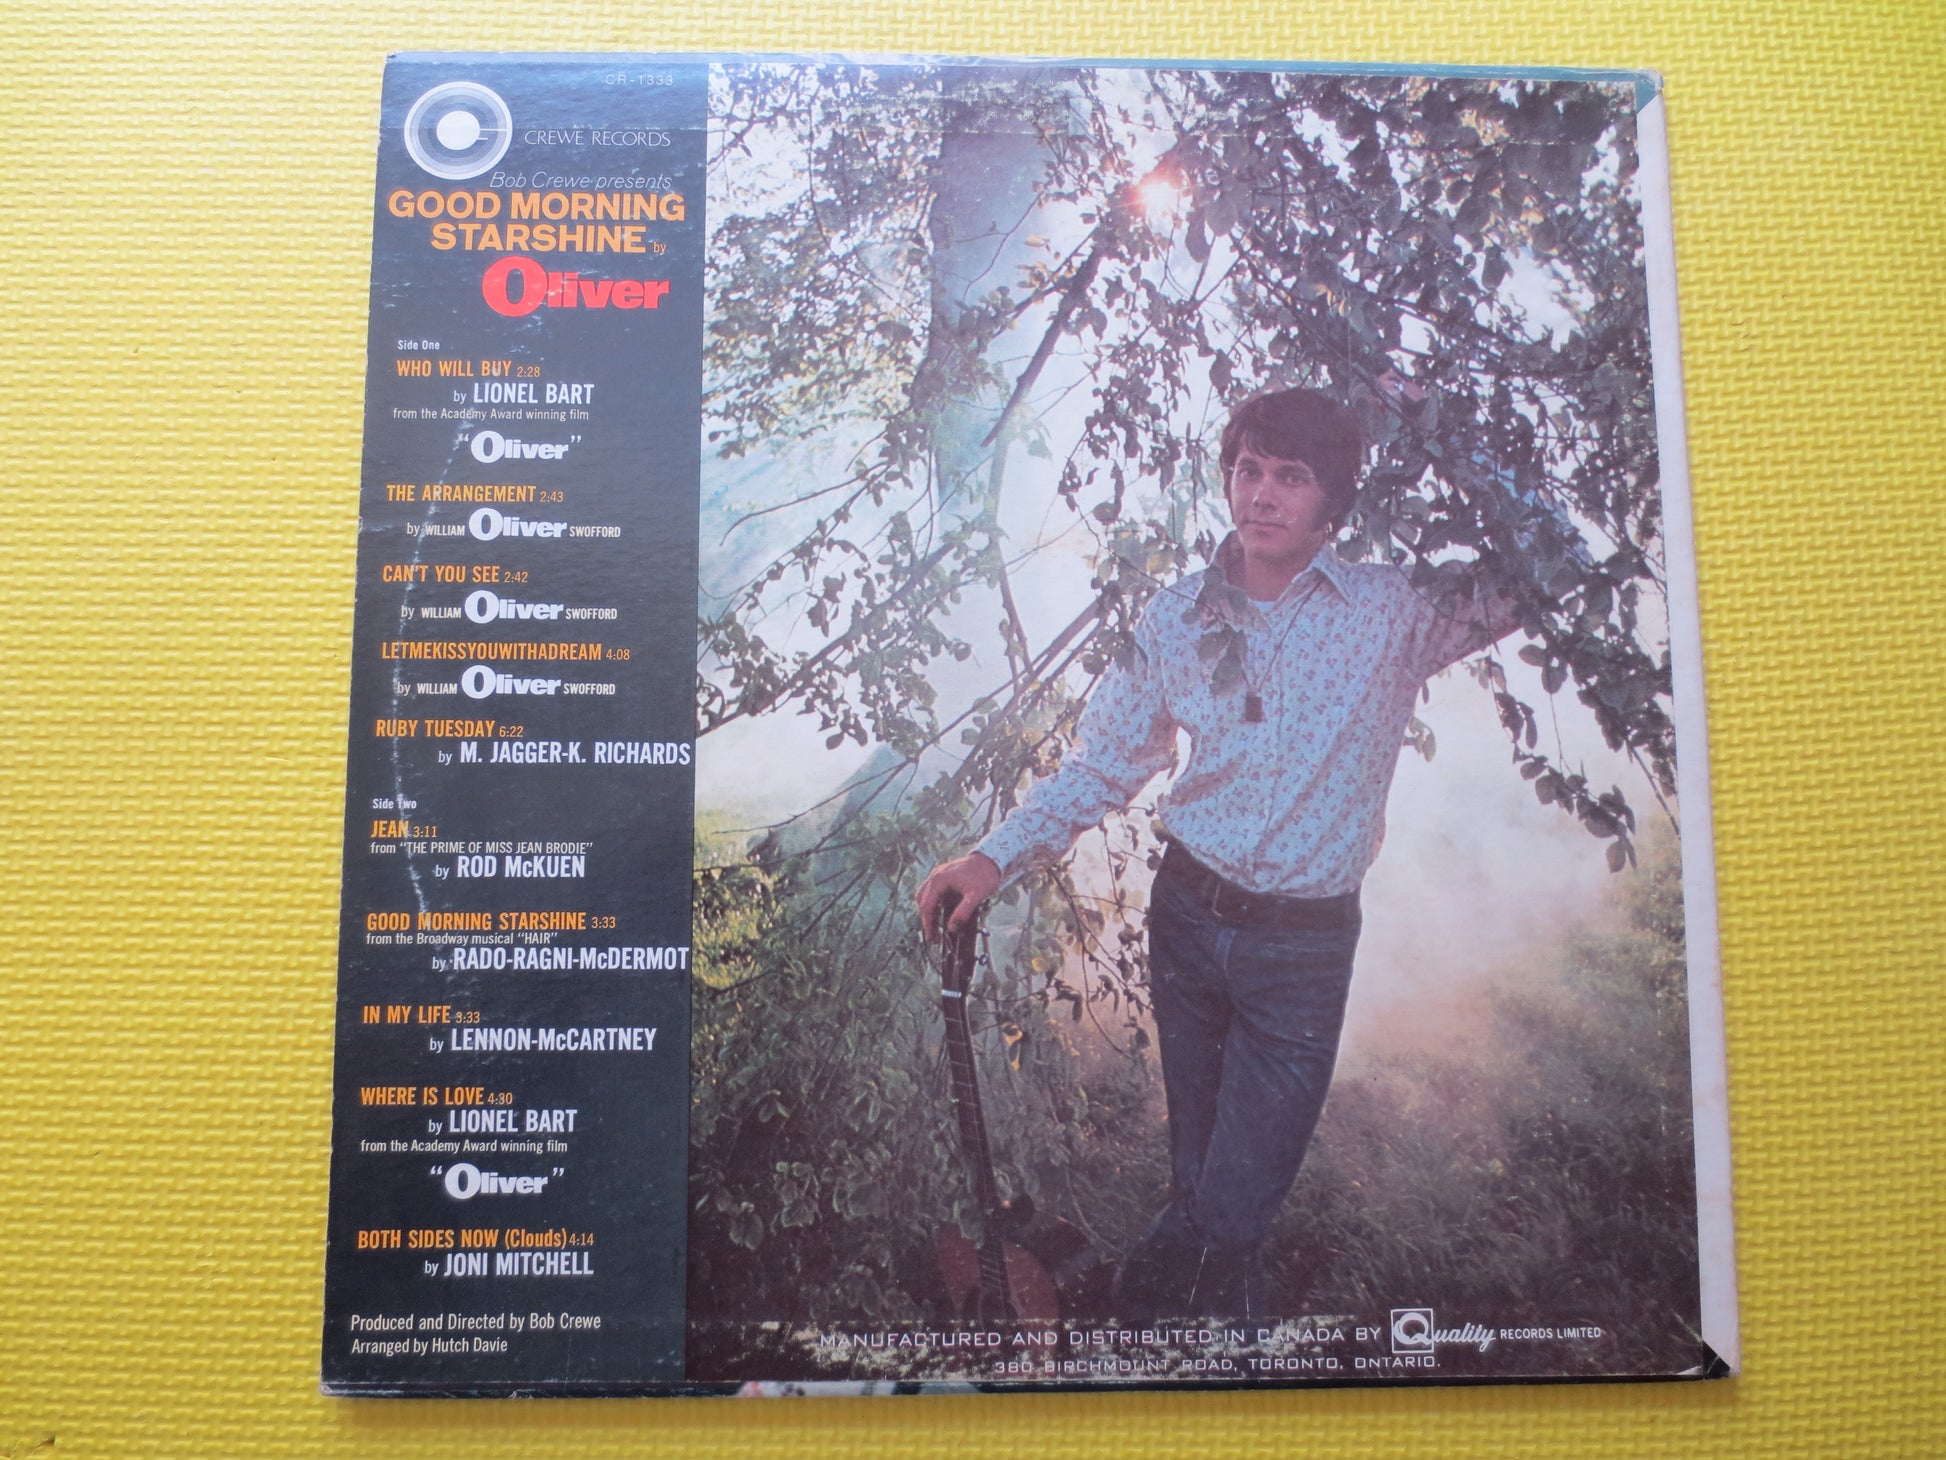 CR-1333
CREWE RECORDS
Bob Crewe presents
GOOD MORNING
STARSHINE by
Oliver
Side One
WHO WILL BUY 2:28
by LIONEL BART
from the Academy Award winning film
"Oliver"
THE ARRANGEMENT 2:43
by WILLIAM Oliver SWOFFORD
CAN'T YOU SEE 2:42
by WILLIAM Oliver SWOFFORD
LETMEKISSYOUWITHADREAM 4:08
by WILLIAM Oliver SWOFFORD
RUBY TUESDAY 6:22
by M. JAGGER-K. RICHARDS
Side Two
JEAN 3:11
from "THE PRIME OF MISS JEAN BRODIE"
by ROD McKUEN
GOOD MORNING STARSHINE 3:33
from the Broadway musical "HAIR"
by RADO-RAGNI-McDERMOT
IN MY LIFE 3:33
by LENNON-McCARTNEY
WHERE IS LOVE 4:30
by LIONEL BART
from the Academy Award winning film
"Oliver"
BOTH SIDES NOW (Clouds) 4:14
by JONI MITCHELL
Produced and Directed by Bob Crewe
Arranged by Hutch Davie
MANUFACTURED AND DISTRIBUTED IN CANADA BY Quality RECORDS LIMITED
380 BIRCHMOUNT ROAD, TORONTO, ONTARIO.